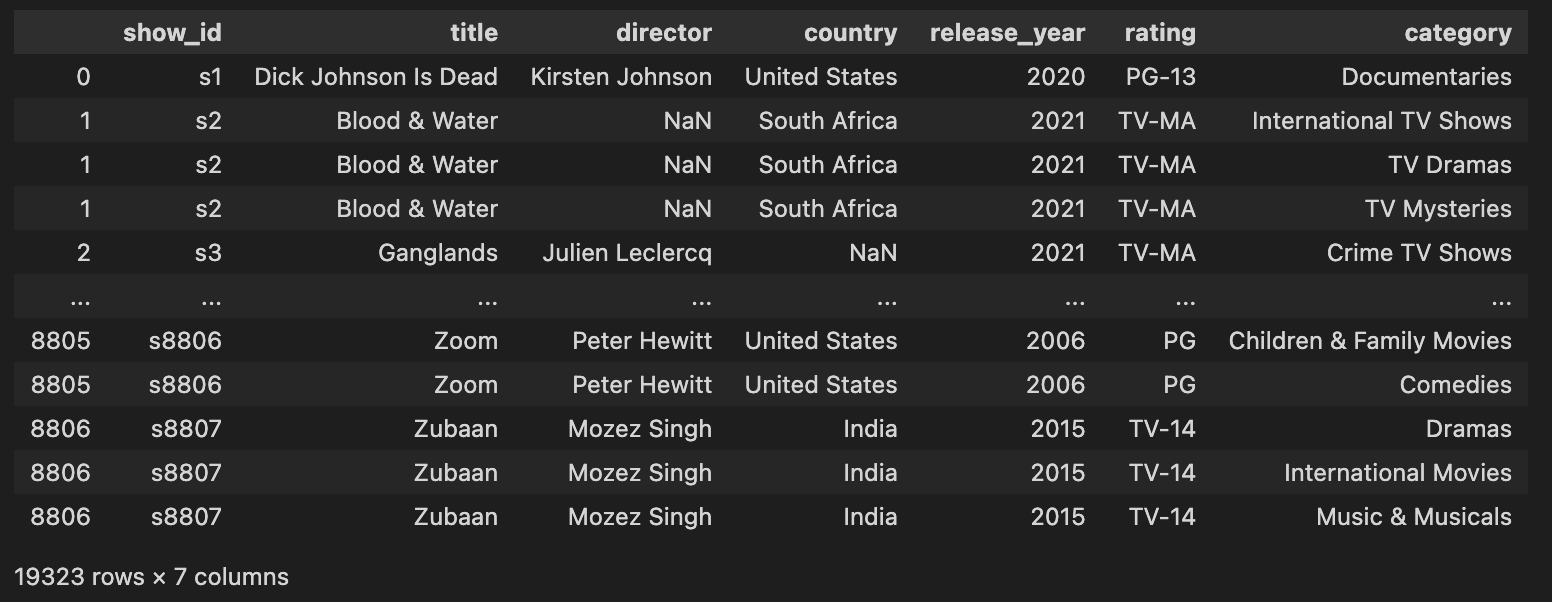 show_id title director country release_year rating category
0 s1 Dick Johnson Is Dead Kirsten Johnson United States 2020 PG-13 Documentaries
1 s2 Blood & Water NaN South Africa 2021 TV-MA International TV Shows
1 s2 Blood & Water NaN South Africa 2021 TV-MA TV Dramas
1 s2 Blood & Water NaN South Africa 2021 TV-MA TV Mysteries
2 s3 Ganglands Julien Leclercq NaN 2021 TV-MA Crime TV Shows
... ... ... ... ... ... ... ...
8805 s8806 Zoom Peter Hewitt United States 2006 PG Children & Family Movies
8805 s8806 Zoom Peter Hewitt United States 2006 PG Comedies
8806 s8807 Zubaan Mozez Singh India 2015 TV-14 Dramas
8806 s8807 Zubaan Mozez Singh India 2015 TV-14 International Movies
8806 s8807 Zubaan Mozez Singh India 2015 TV-14 Music & Musicals
19323 rows × 7 columns